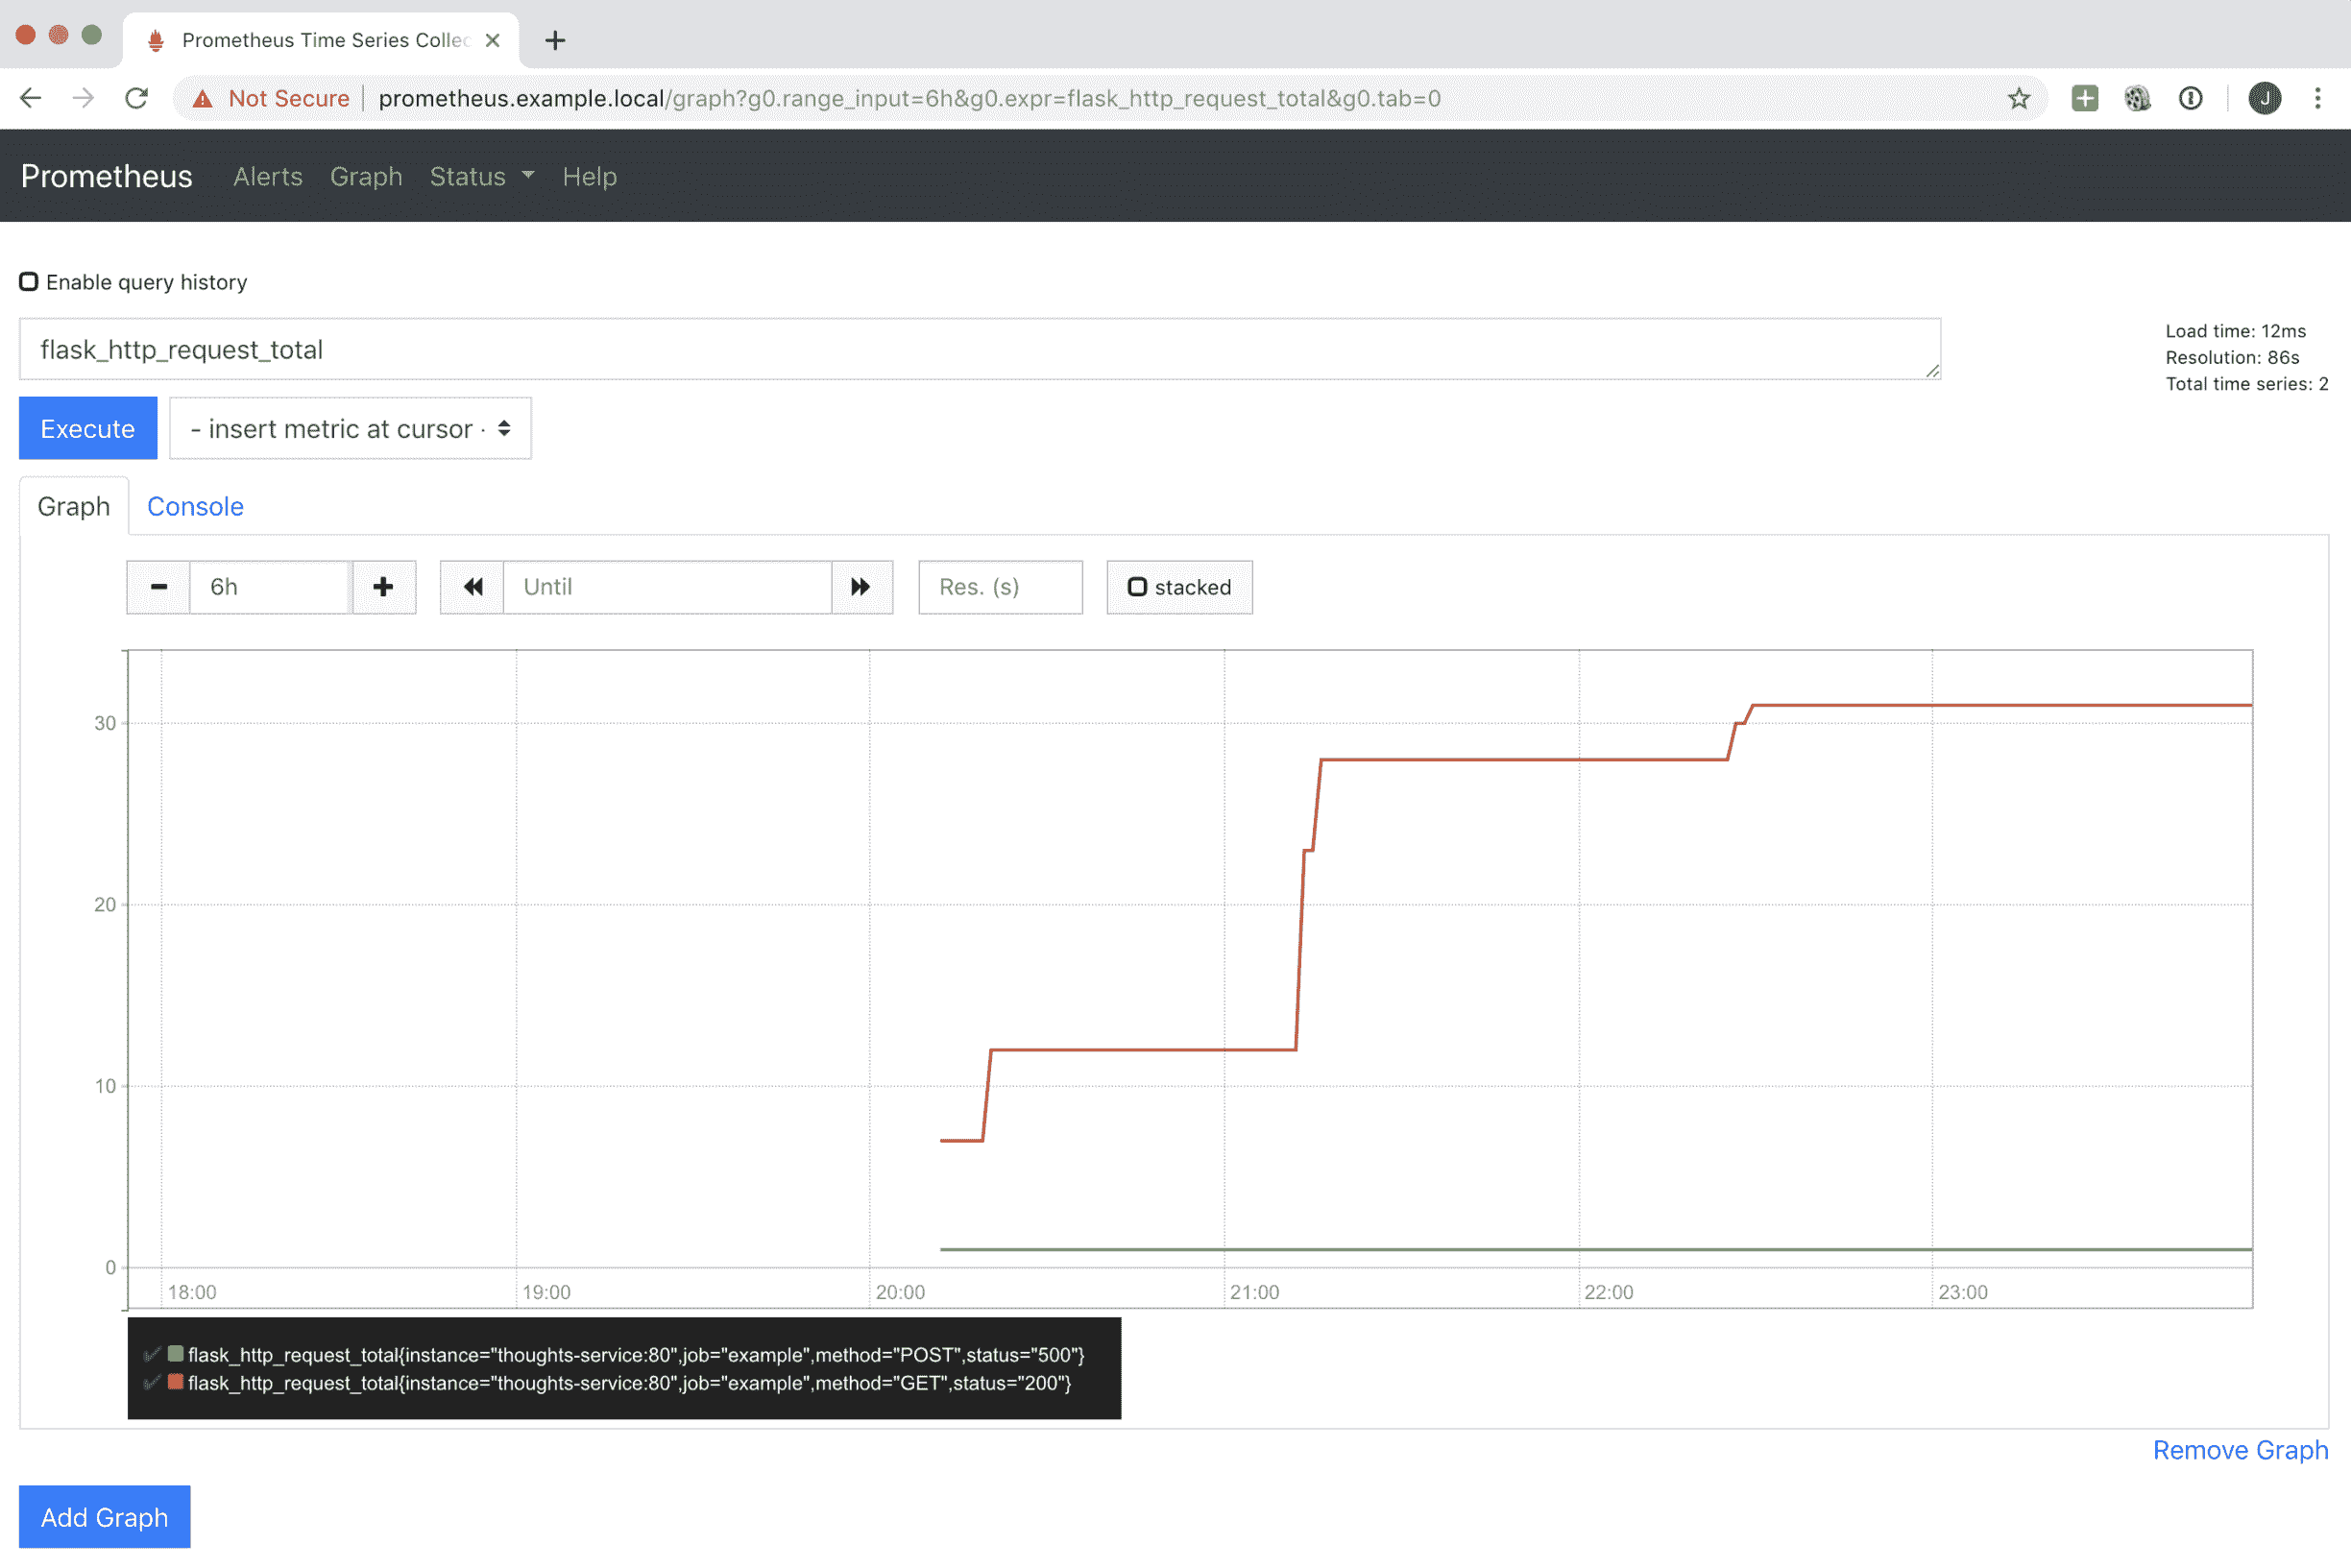 Prometheus Time Series Collec
Not Secure
prometheus.example.local/graph?g0.range_input=6h&g0.expr=flask_http_request_total&g0.tab=0
J
Prometheus Alerts Graph Status Help
Enable query history
flask_http_request_total
Load time: 12ms
Resolution: 86s
Total time series: 2
Execute
- insert metric at cursor -
Graph Console
6h
Until
Res. (s)
stacked
30
20
10
0
18:00 19:00 20:00 21:00 22:00 23:00
flask_http_request_total{instance="thoughts-service:80",job="example",method="POST",status="500"}
flask_http_request_total{instance="thoughts-service:80",job="example",method="GET",status="200"}
Remove Graph
Add Graph